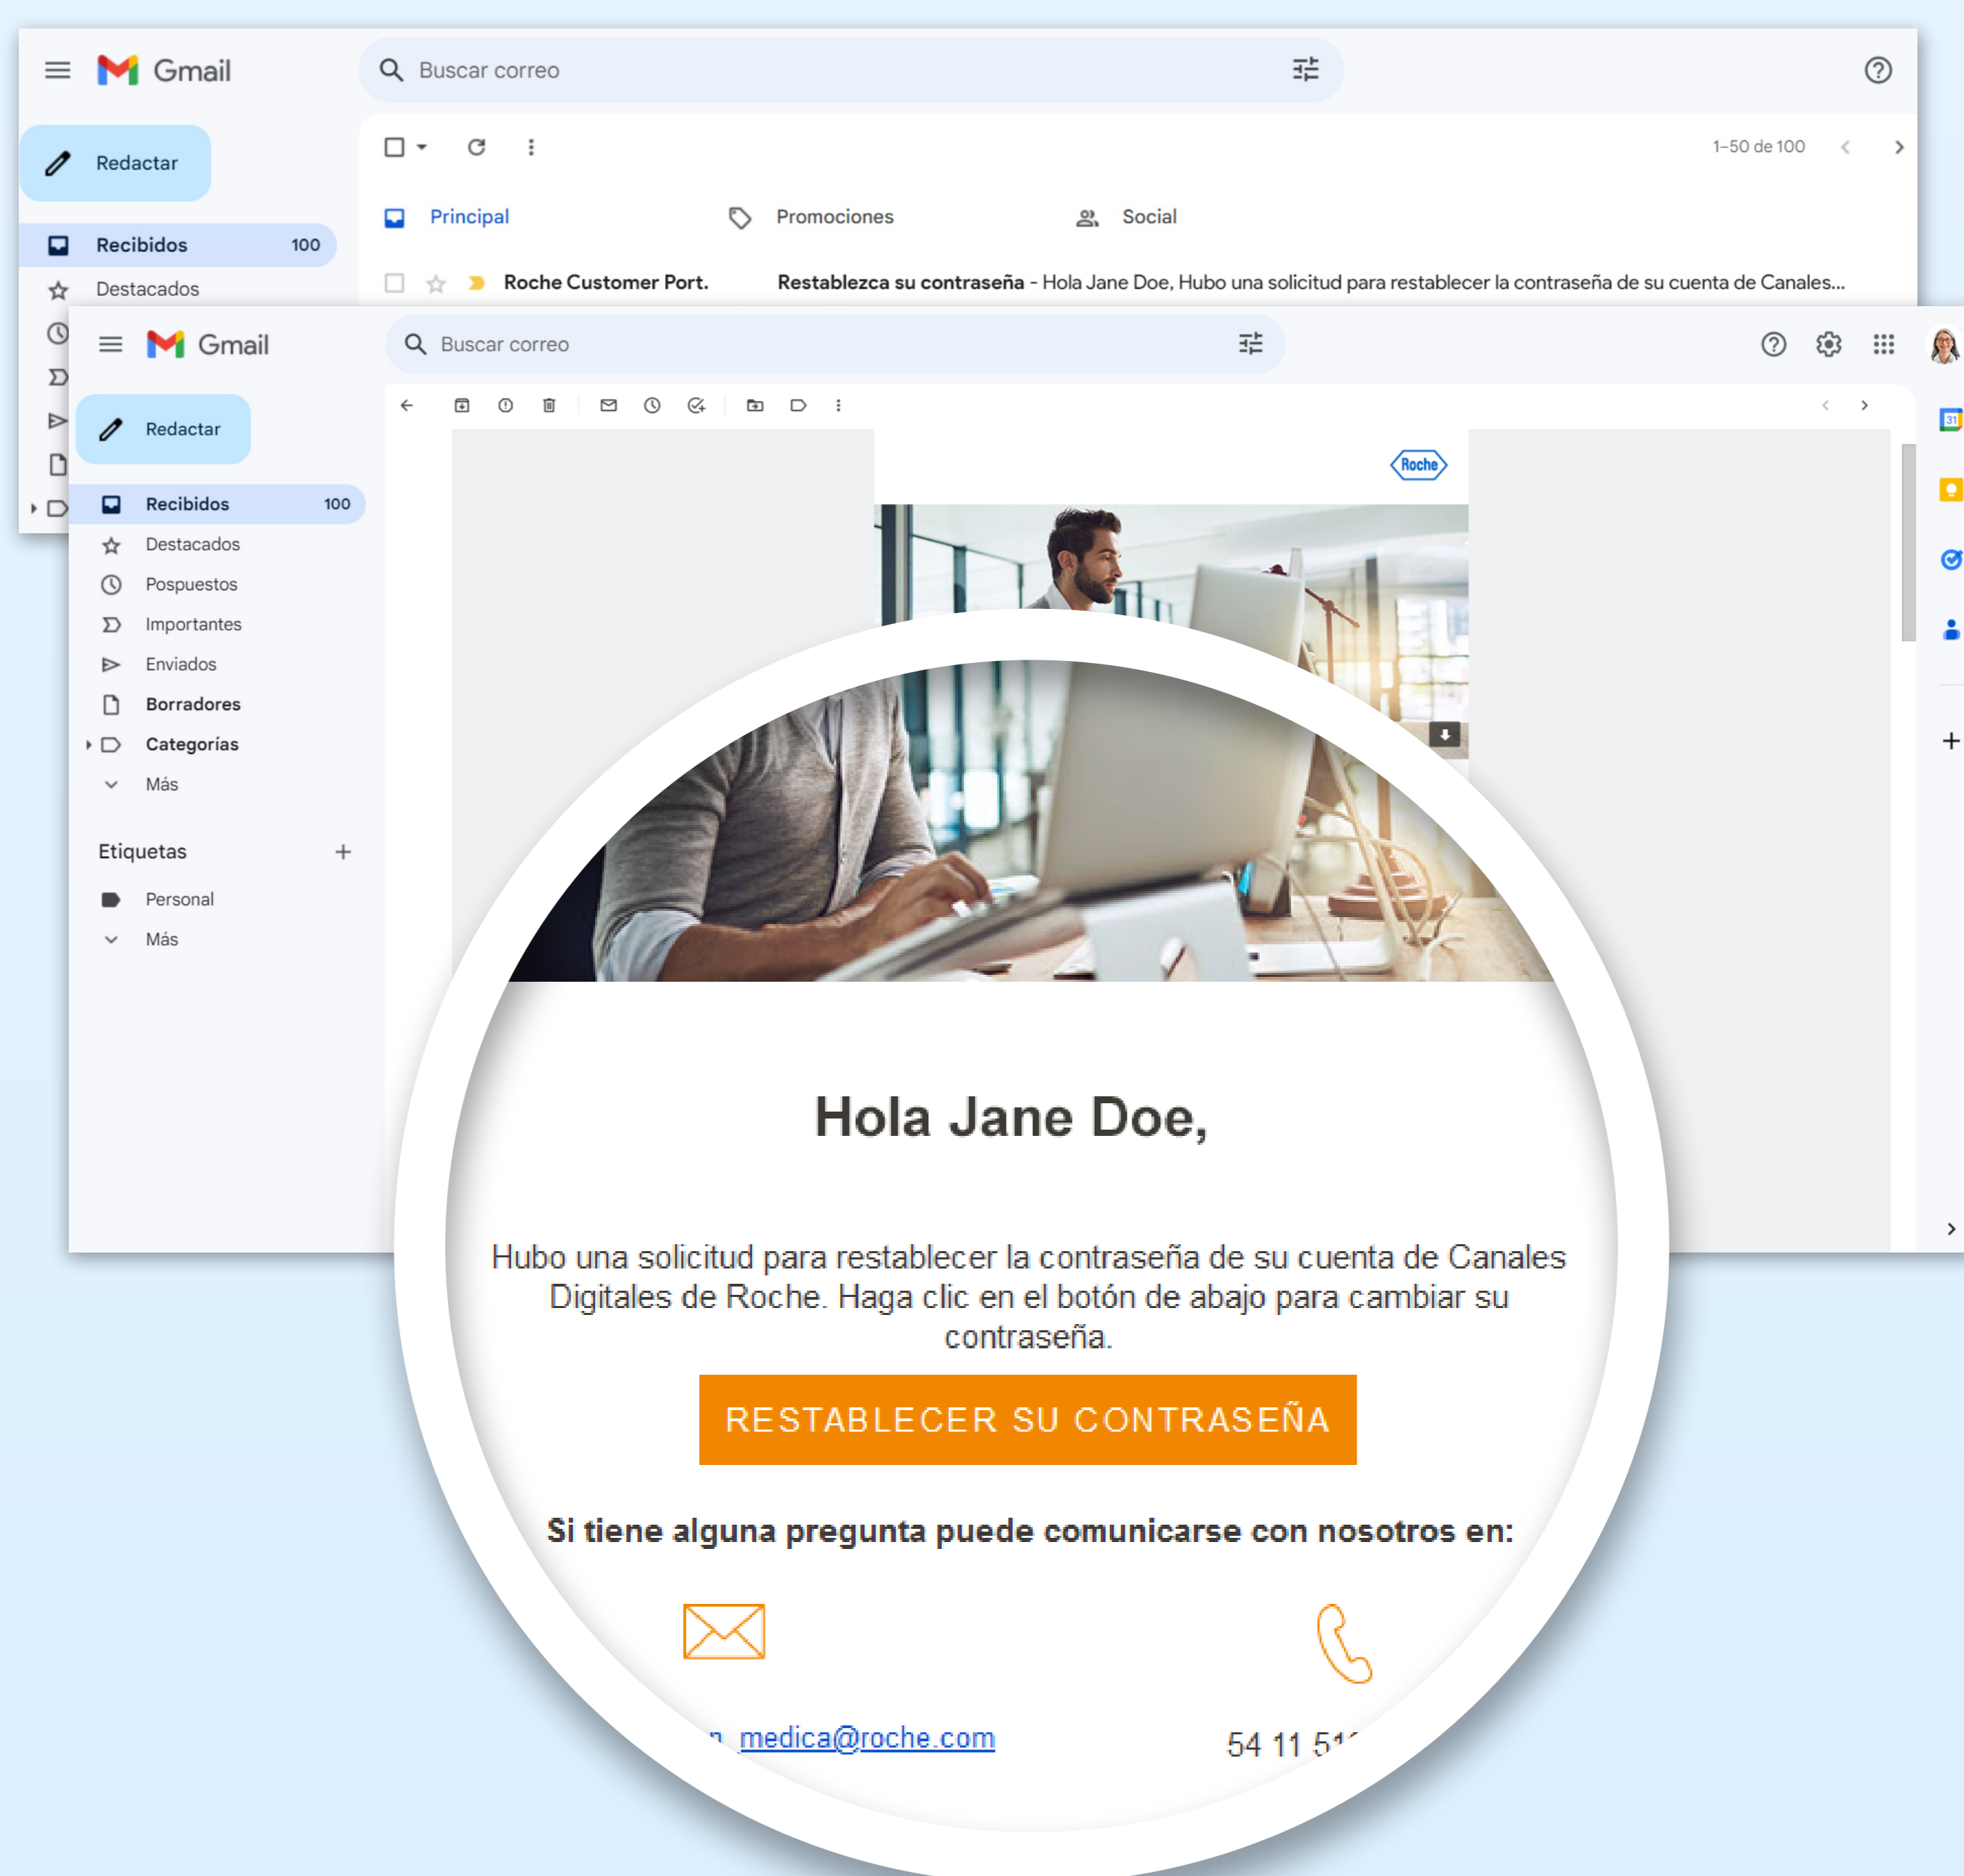 Gmail
Buscar correo
Redactar
1–50 de 100
Principal
Promociones
Social
Recibidos 100
Roche Customer Port.
Restablezca su contraseña - Hola Jane Doe, Hubo una solicitud para restablecer la contraseña de su cuenta de Canales...
Destacados
Gmail
Buscar correo
Redactar
31
Roche
Recibidos 100
Destacados
Pospuestos
Importantes
Enviados
Borradores
Categorías
Más
Etiquetas
Personal
Más
Hola Jane Doe,
Hubo una solicitud para restablecer la contraseña de su cuenta de Canales
Digitales de Roche. Haga clic en el botón de abajo para cambiar su
contraseña.
RESTABLECER SU CONTRASEÑA
Si tiene alguna pregunta puede comunicarse con nosotros en:
medica@roche.com
54 11